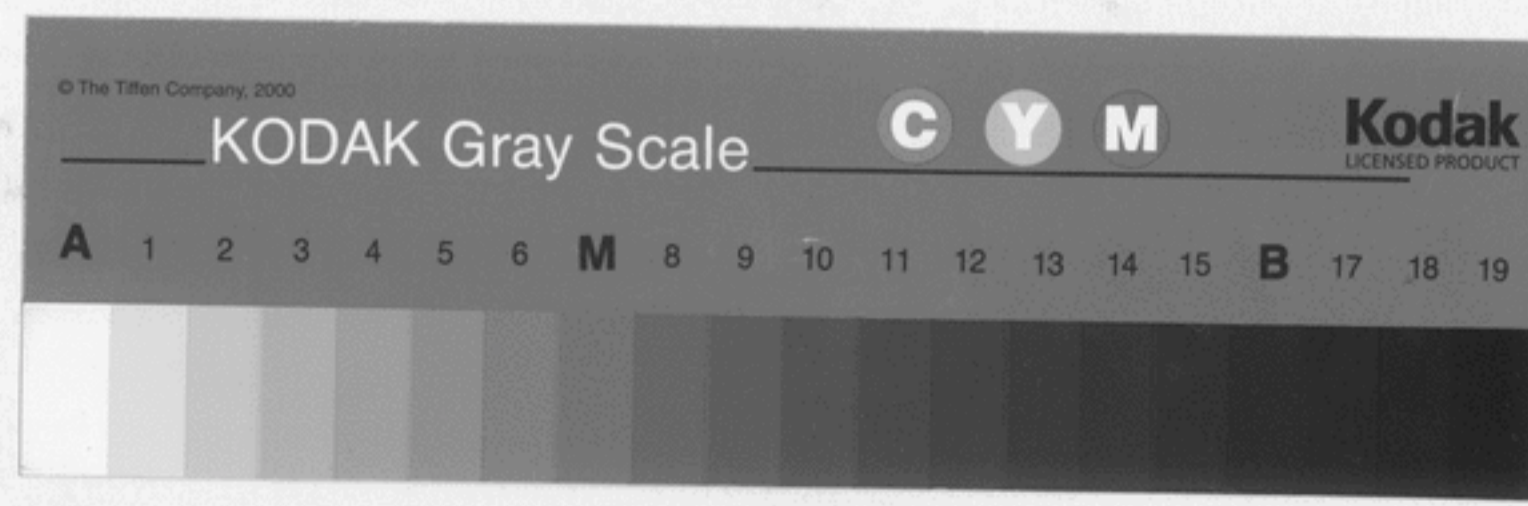 © The Tiffen Company, 2000
KODAK Gray Scale
C Y M
Kodak
LICENSED PRODUCT
A 1 2 3 4 5 6 M 8 9 10 11 12 13 14 15 B 17 18 19